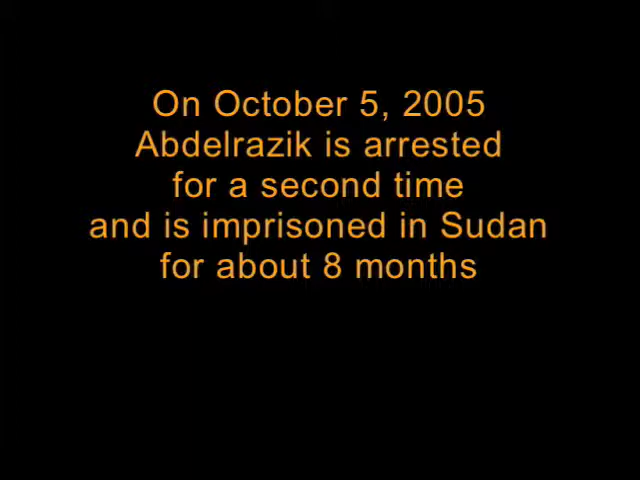 On October 5, 2005
Abdelrazik is arrested
for a second time
and is imprisoned in Sudan
for about 8 months